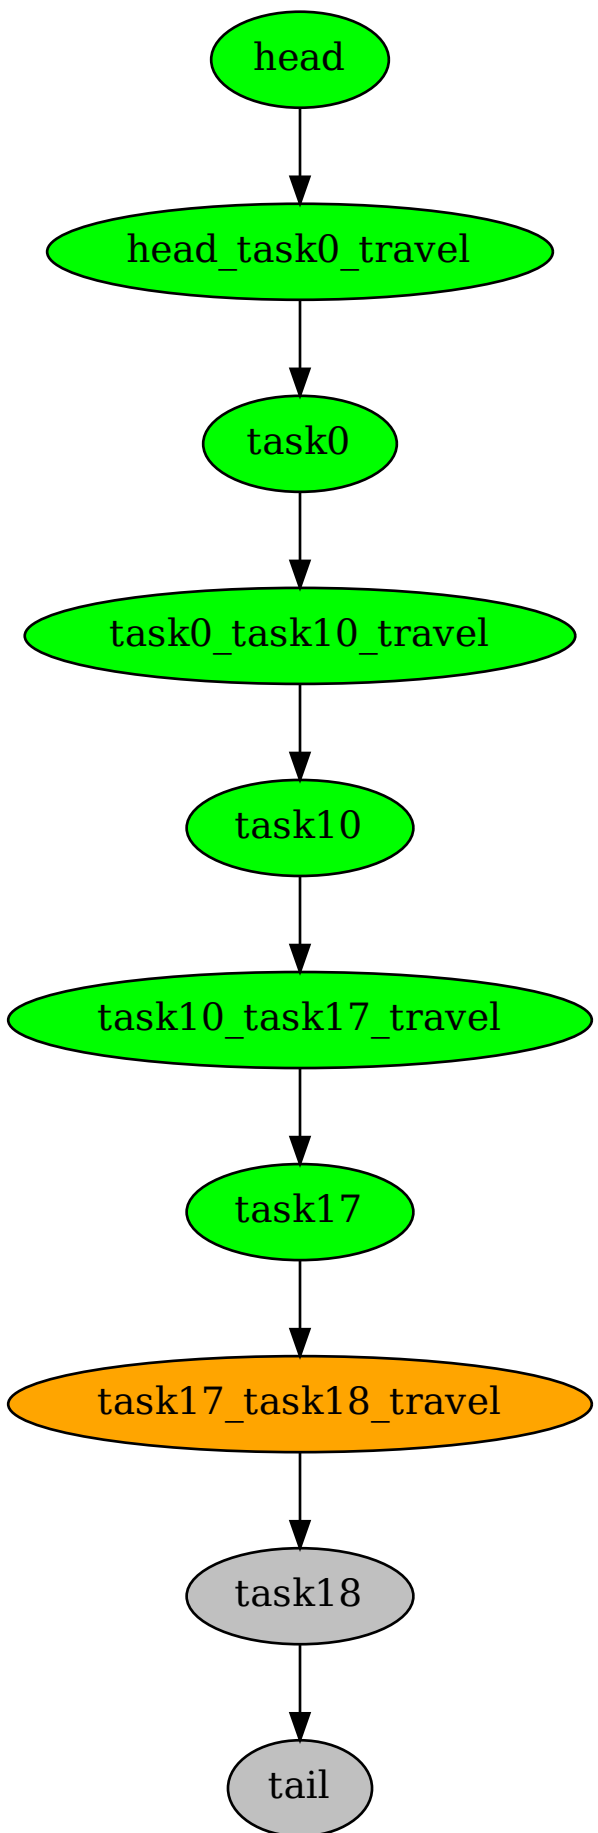 head
head_task0_travel
task0
task0_task10_travel
task10
task10_task17_travel
task17
task17_task18_travel
task18
tail